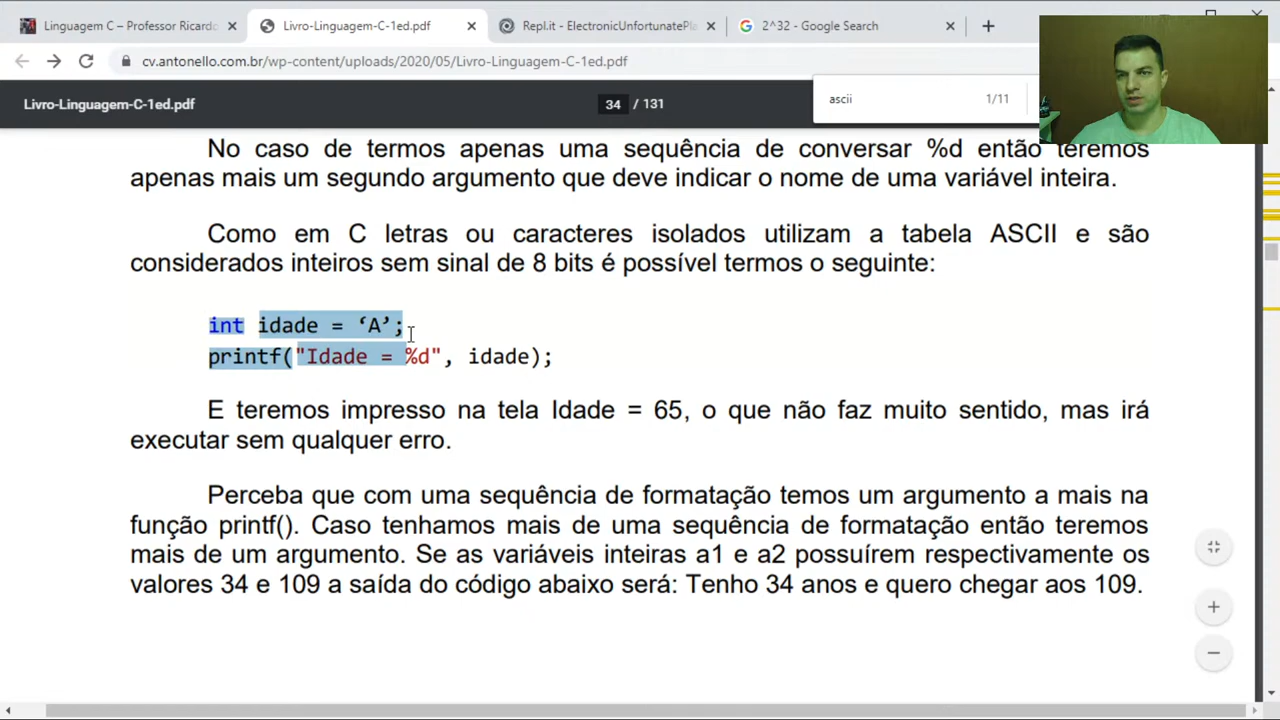 Linguagem C – Professor Ricardo
Livro-Linguagem-C-1ed.pdf
Repl.it - ElectronicUnfortunatePla
2^32 - Google Search
cv.antonello.com.br/wp-content/uploads/2020/05/Livro-Linguagem-C-1ed.pdf
Livro-Linguagem-C-1ed.pdf
34 / 131
ascii 1/11
No caso de termos apenas uma sequência de conversar %d então teremos
apenas mais um segundo argumento que deve indicar o nome de uma variável inteira.
Como em C letras ou caracteres isolados utilizam a tabela ASCII e são
considerados inteiros sem sinal de 8 bits é possível termos o seguinte:
int idade = ‘A’;
printf("Idade = %d", idade);
E teremos impresso na tela Idade = 65, o que não faz muito sentido, mas irá
executar sem qualquer erro.
Perceba que com uma sequência de formatação temos um argumento a mais na
função printf(). Caso tenhamos mais de uma sequência de formatação então teremos
mais de um argumento. Se as variáveis inteiras a1 e a2 possuírem respectivamente os
valores 34 e 109 a saída do código abaixo será: Tenho 34 anos e quero chegar aos 109.